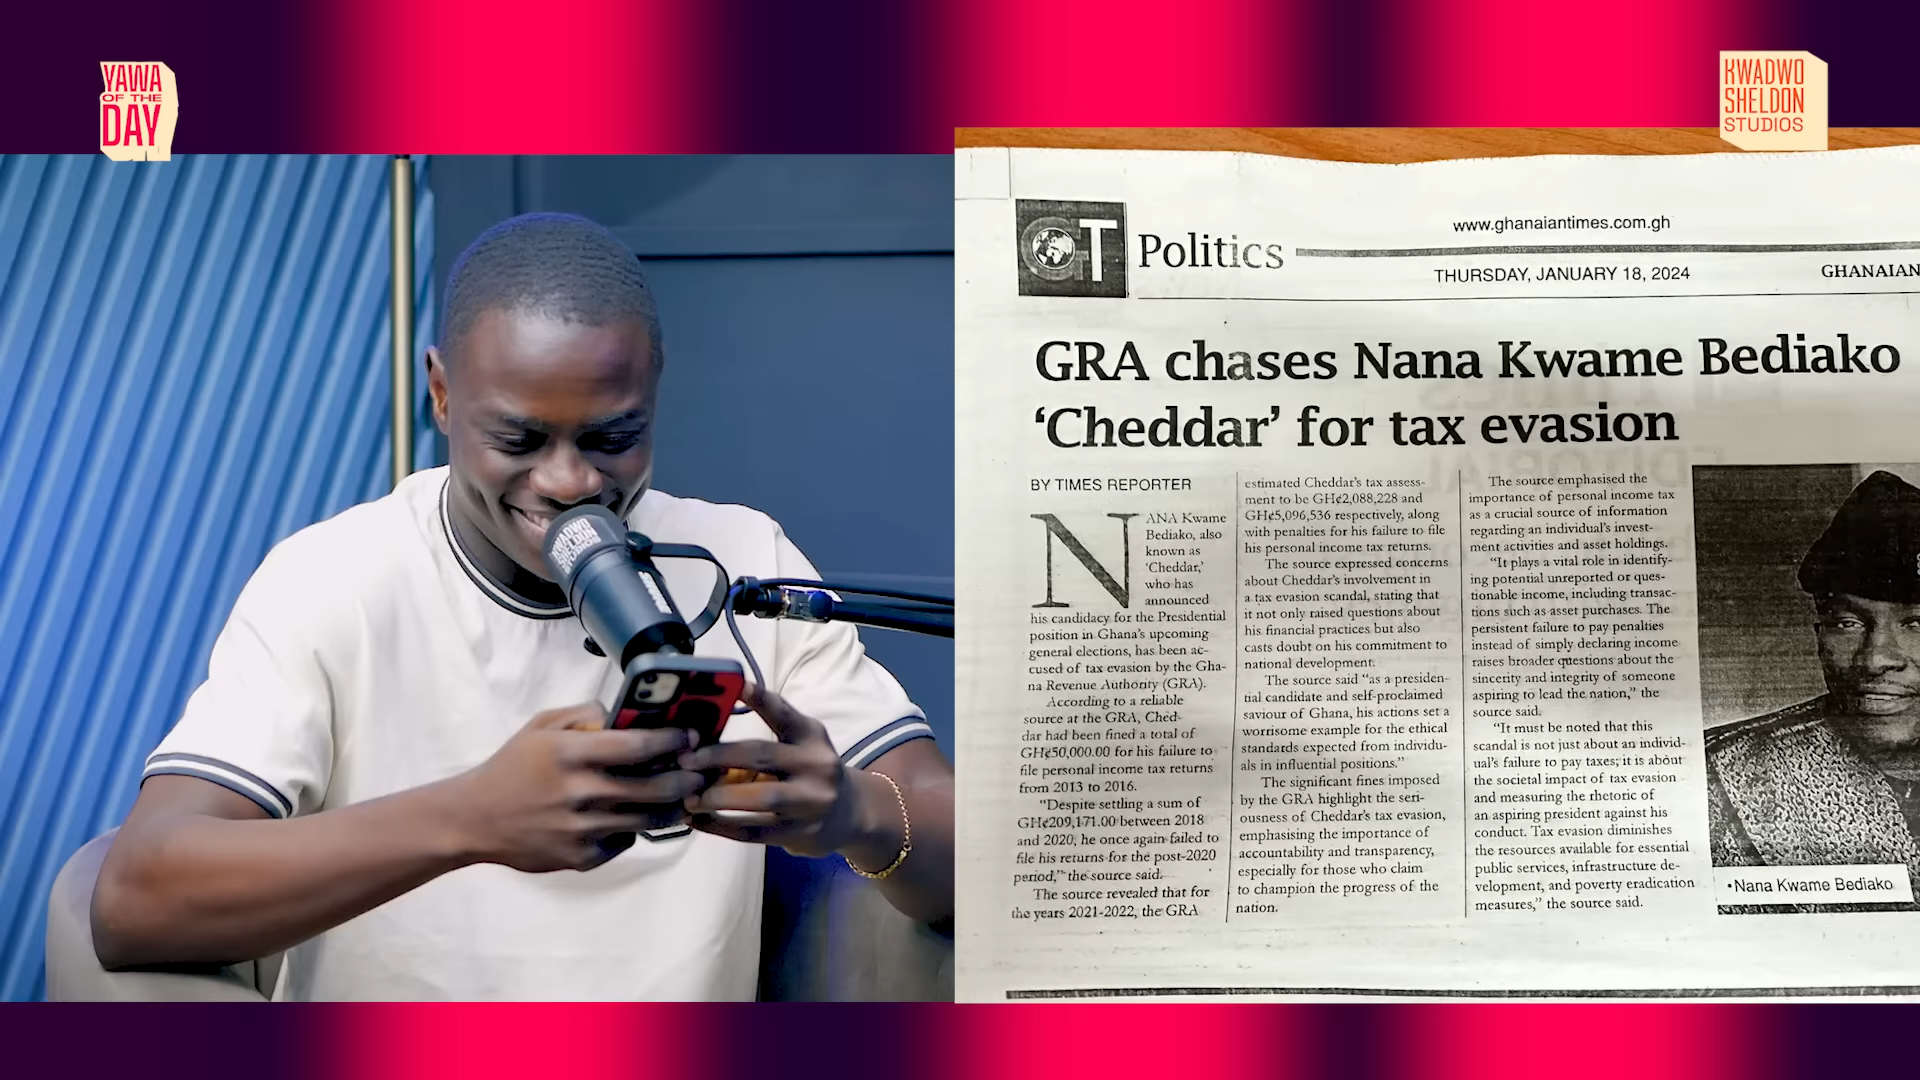 YAWA
OF THE
DAY
KWADWO
SHELDON
STUDIOS
KWADWO
SHELDON
STUDIOS
SHURE
GT
Politics
www.ghanaiantimes.com.gh
THURSDAY, JANUARY 18, 2024
GHANAIAN
GRA chases Nana Kwame Bediako
‘Cheddar’ for tax evasion
BY TIMES REPORTER
NANA Kwame
Bediako, also
known as
‘Cheddar,’
who has
announced
his candidacy for the Presidential
position in Ghana’s upcoming
general elections, has been ac-
cused of tax evasion by the Gha-
na Revenue Authority (GRA).
According to a reliable
source at the GRA, Ched-
dar had been fined a total of
GH¢50,000.00 for his failure to
file personal income tax returns
from 2013 to 2016.
“Despite settling a sum of
GH¢209,171.00 between 2018
and 2020, he once again failed to
file his returns for the post-2020
period,” the source said.
The source revealed that for
the years 2021-2022, the GRA
estimated Cheddar’s tax assess-
ment to be GH¢2,088,228 and
GH¢5,096,536 respectively, along
with penalties for his failure to file
his personal income tax returns.
The source expressed concerns
about Cheddar’s involvement in
a tax evasion scandal, stating that
it not only raised questions about
his financial practices but also
casts doubt on his commitment to
national development.
The source said “as a presiden-
tial candidate and self-proclaimed
saviour of Ghana, his actions set a
worrisome example for the ethical
standards expected from individu-
als in influential positions.”
The significant fines imposed
by the GRA highlight the seri-
ousness of Cheddar’s tax evasion,
emphasising the importance of
accountability and transparency,
especially for those who claim
to champion the progress of the
nation.
The source emphasised the
importance of personal income tax
as a crucial source of information
regarding an individual’s invest-
ment activities and asset holdings.
“It plays a vital role in identify-
ing potential unreported or ques-
tionable income, including transac-
tions such as asset purchases. The
persistent failure to pay penalties
instead of simply declaring income
raises broader questions about the
sincerity and integrity of someone
aspiring to lead the nation,” the
source said.
“It must be noted that this
scandal is not just about an individ-
ual’s failure to pay taxes; it is about
the societal impact of tax evasion
and measuring the rhetoric of
an aspiring president against his
conduct. Tax evasion diminishes
the resources available for essential
public services, infrastructure de-
velopment, and poverty eradication
measures,” the source said.
•Nana Kwame Bediako